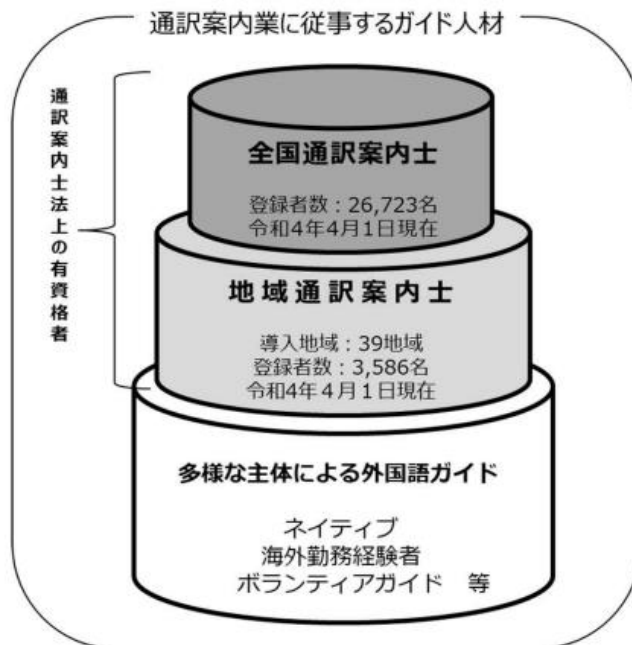 通訳案内業に従事するガイド人材
通訳案内士法上の有資格者
全国通訳案内士
登録者数：26,723名
令和4年4月1日現在
地域通訳案内士
導入地域：39地域
登録者数：3,586名
令和4年4月1日現在
多様な主体による外国語ガイド
ネイティブ
海外勤務経験者
ボランティアガイド　等